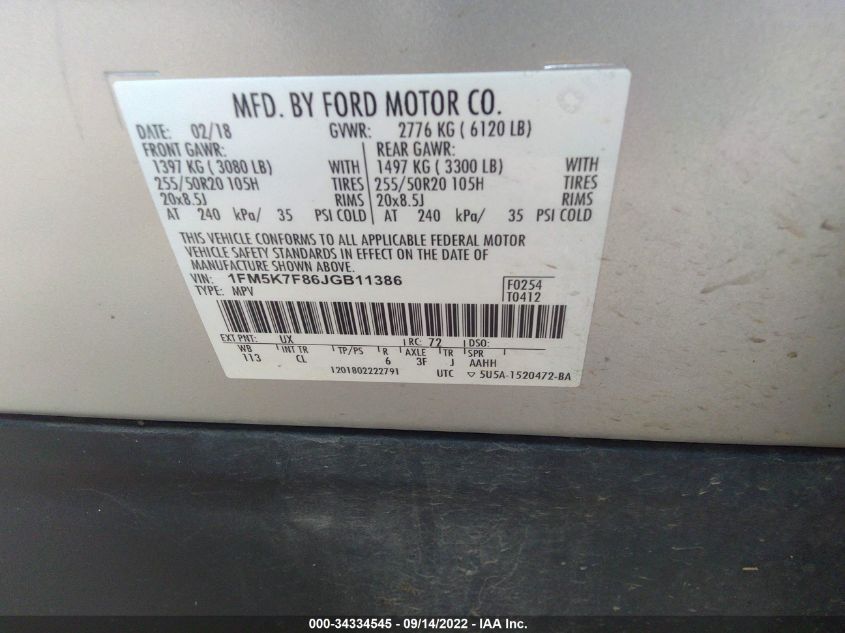 MFD. BY FORD MOTOR CO.
DATE: 02/18 GVWR: 2776 KG ( 6120 LB)
FRONT GAWR: REAR GAWR:
1397 KG ( 3080 LB) WITH 1497 KG ( 3300 LB) WITH
255/50R20 105H TIRES 255/50R20 105H TIRES
20x8.5J RIMS 20x8.5J RIMS
AT 240 kPa/ 35 PSI COLD AT 240 kPa/ 35 PSI COLD
THIS VEHICLE CONFORMS TO ALL APPLICABLE FEDERAL MOTOR
VEHICLE SAFETY STANDARDS IN EFFECT ON THE DATE OF
MANUFACTURE SHOWN ABOVE.
VIN: 1FM5K7F86JGB11386 F0254
TYPE: MPV T0412
EXT PNT: UX RC: 72 DSO:
WB INT TR TP/PS R AXLE TR SPR
113 CL 6 3F J AAHH
1201802222791 UTC ▽ 5U5A-1520472-BA
000-34334545 - 09/14/2022 - IAA Inc.